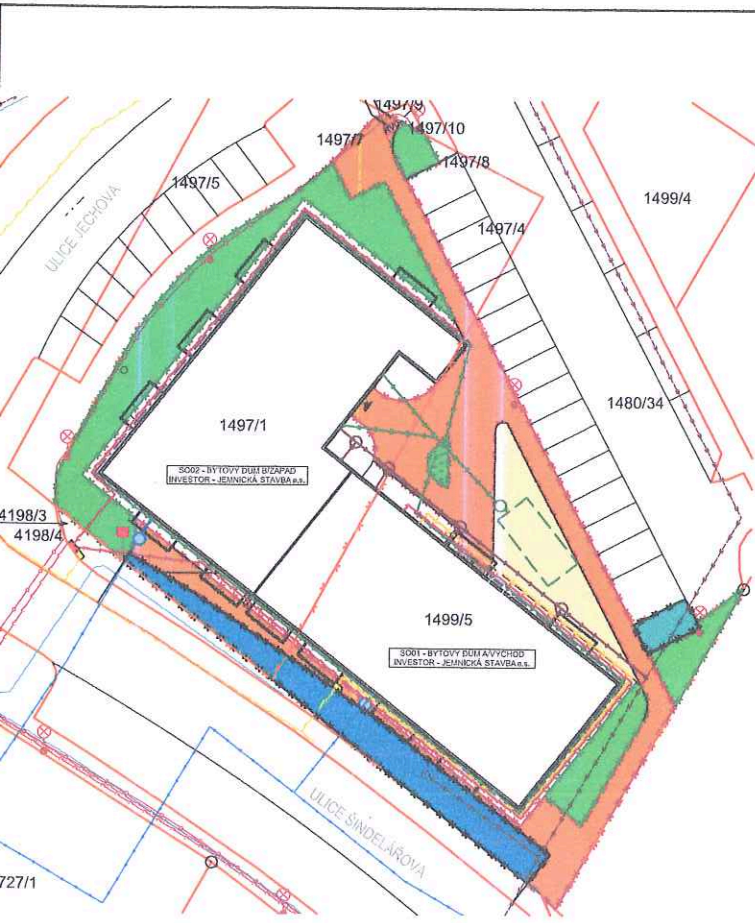 1497/9
1497/10
1497/7
1497/8
1497/5
1499/4
ULICE JECHOVA
1497/4
1480/34
1497/1
SO02 - BYTOVÝ DŮM B/ZÁPAD
INVESTOR - JEMNICKÁ STAVBA a.s.
4198/3
4198/4
1499/5
SO01 - BYTOVÝ DŮM A/VÝCHOD
INVESTOR - JEMNICKÁ STAVBA a.s.
ULICE ŠINDELÁŘOVA
727/1